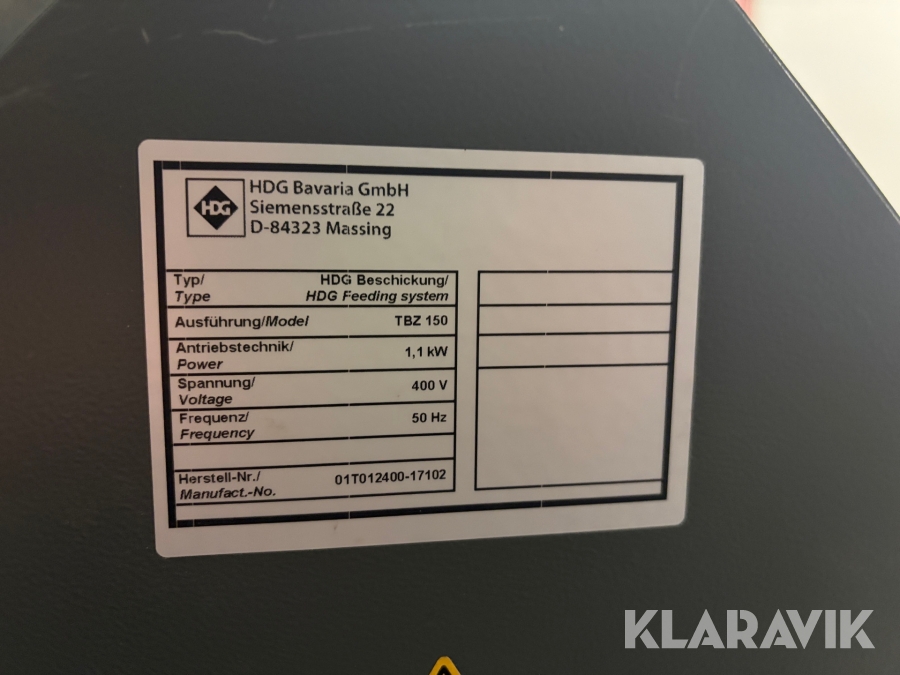 HDG
HDG Bavaria GmbH
Siemensstraße 22
D-84323 Massing
Typ/
Type
HDG Beschickung/
HDG Feeding system
Ausführung/Model
TBZ 150
Antriebstechnik/
Power
1,1 kW
Spannung/
Voltage
400 V
Frequenz/
Frequency
50 Hz
Herstell-Nr./
Manufact.-No.
01T012400-17102
KLARAVIK